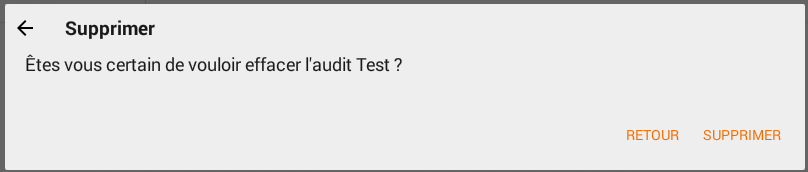 Supprimer
Êtes vous certain de vouloir effacer l'audit Test ?
RETOUR SUPPRIMER